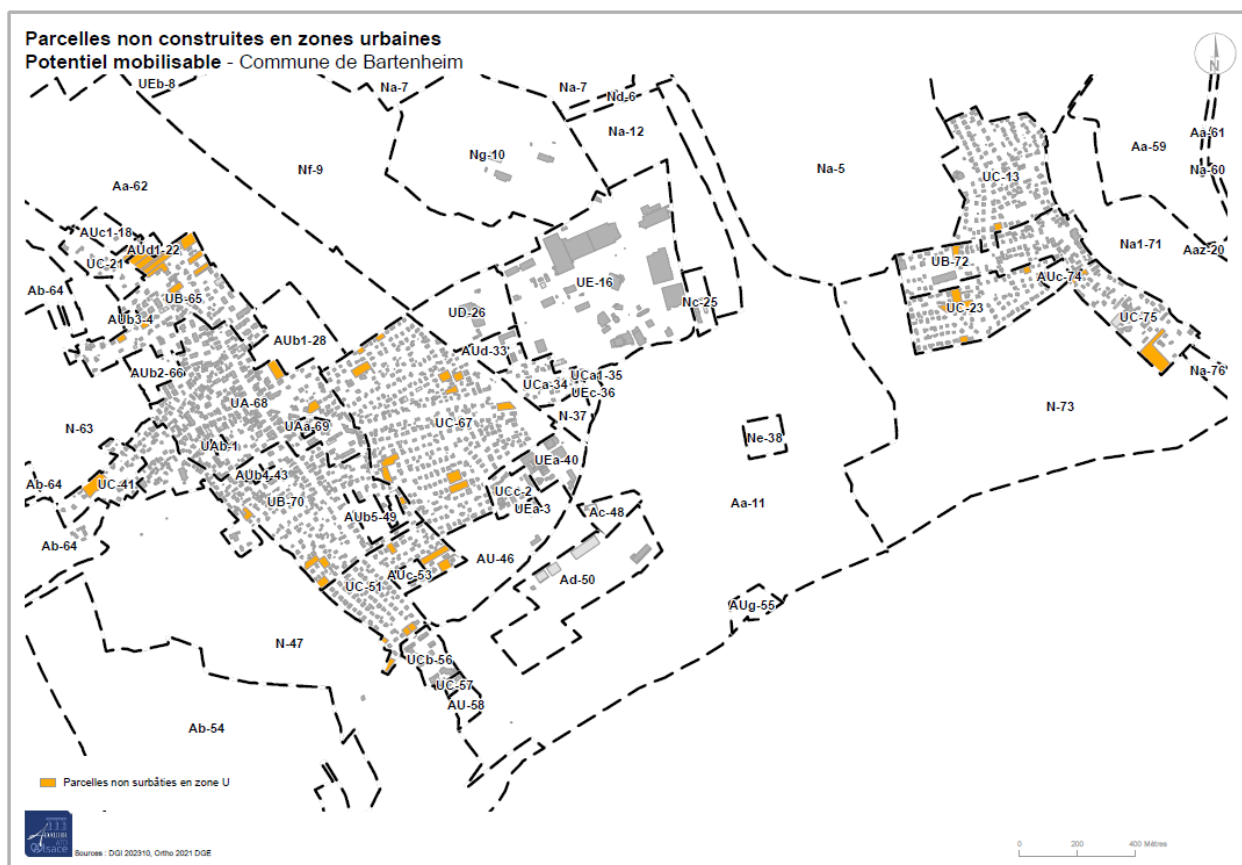 Parcelles non construites en zones urbaines
Potentiel mobilisable - Commune de Bartenheim
N
UEb-8
Na-7
Na-7
Nd-6
Na-12
Aa-61
Aa-59
Ng-10
Nf-9
Na-5
Na-60
UC-13
Aa-62
AUc1-18
AUd1-22
Na1-71
Aaz-20
UC-21
UB-72
AUc-74
Ab-64
UE-16
UB-65
Nc-25
UC-23
UD-26
UC-75
AUb3-4
AUb1-28
AUd-33
AUb2-66
UCa1-35
UCa-34
UEc-36
Na-76
UA-68
N-37
N-73
UAa-69
UC-67
N-63
Ne-38
UAb-1
UEa-40
AUb4-43
Ab-64
UC-41
UCc-2
UB-70
Aa-11
UEa-3
Ac-48
AUb5-49
Ab-64
AU-46
AUc-53
Ad-50
UC-51
AUg-55
N-47
UCb-56
UC-57
AU-58
Ab-54
Parcelles non surbâties en zone U
Alsace
Sources : DGI 202310, Ortho 2021 DGE
0 200 400 Mètres